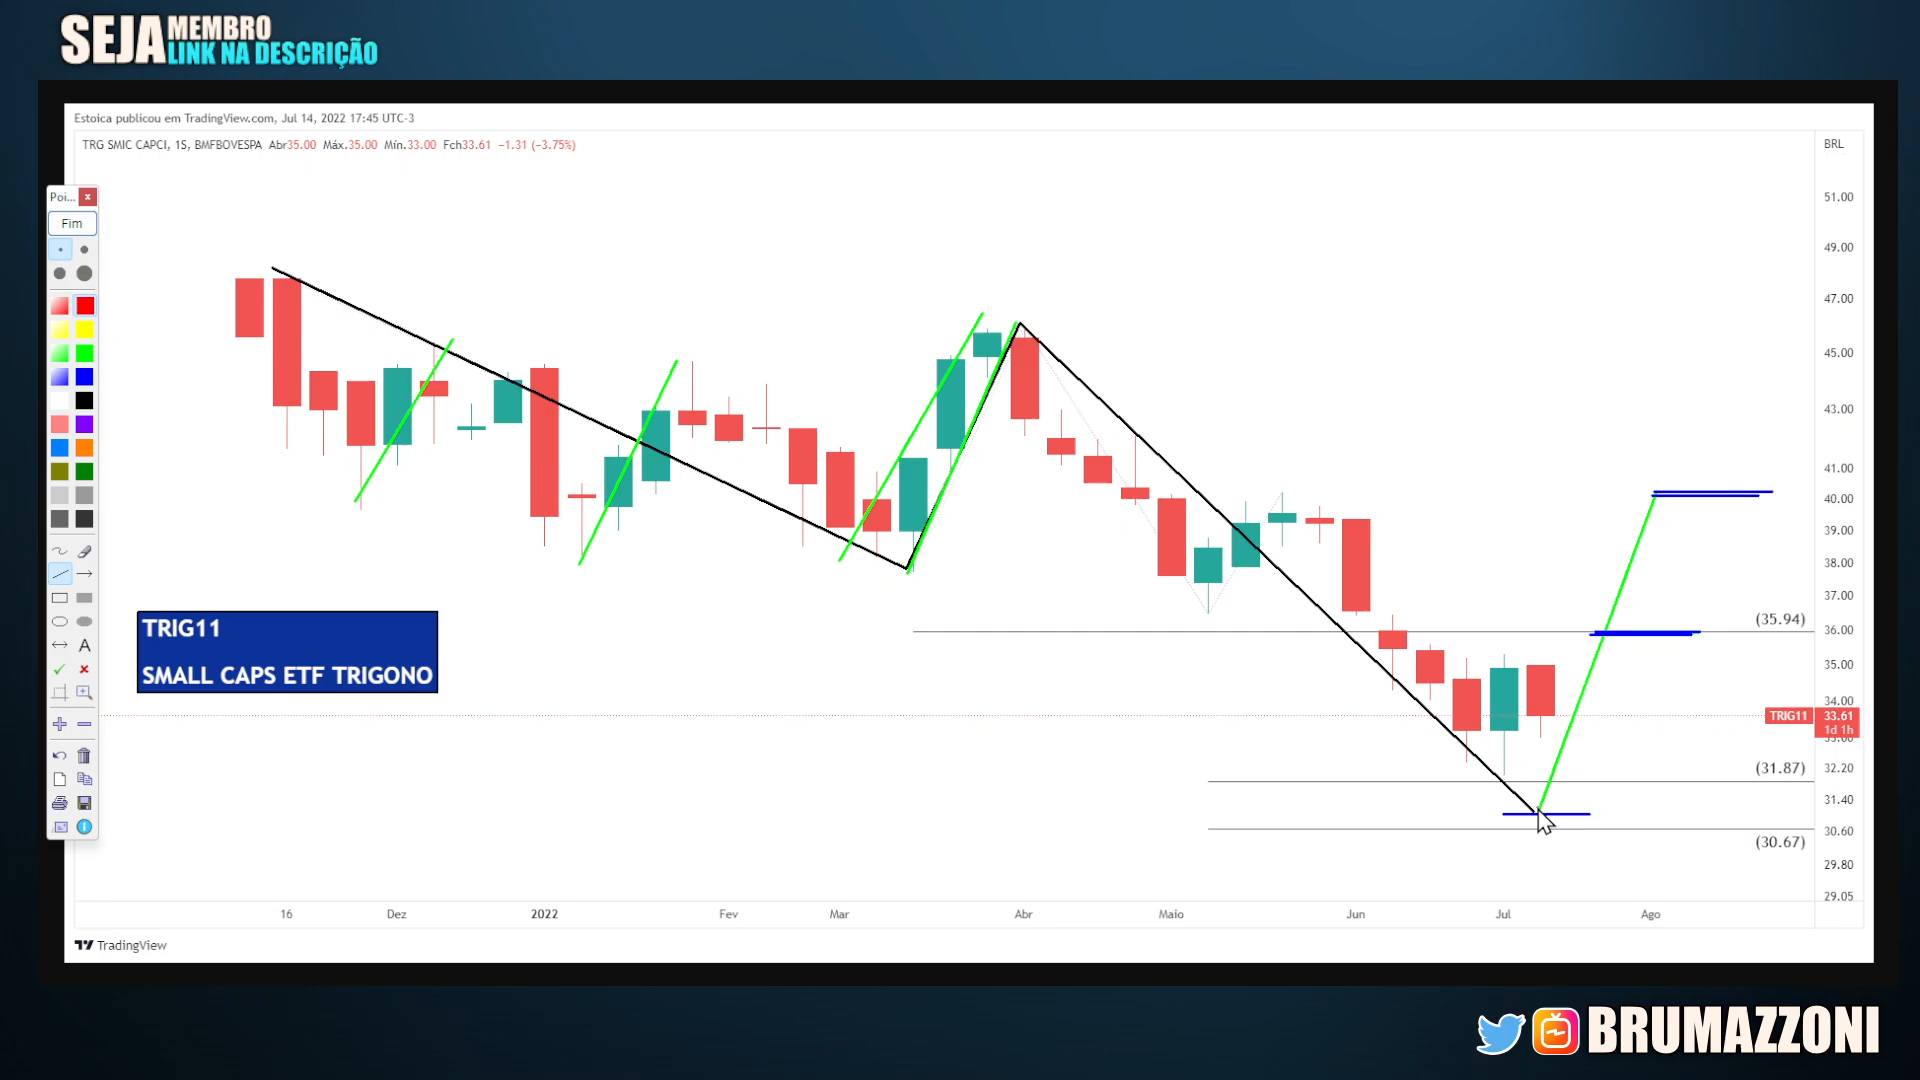 SEJA MEMBRO
LINK NA DESCRIÇÃO
Estoica publicou em TradingView.com, Jul 14, 2022 17:45 UTC-3
TRG SMIC CAPCI, 1S, BMFBOVESPA Abr35.00 Máx.35.00 Mín.33.00 Fch33.61 −1.31 (−3.75%)
BRL
Poi...
Fim
A
51.00
49.00
47.00
45.00
43.00
41.00
40.00
39.00
38.00
37.00
(35.94)
36.00
35.00
34.00
TRIG11 33.61
1d 1h
33.00
(31.87)
32.20
31.40
30.60
(30.67)
29.80
29.05
TRIG11
SMALL CAPS ETF TRIGONO
16 Dez 2022 Fev Mar Abr Maio Jun Jul Ago
TradingView
BRUMAZZONI